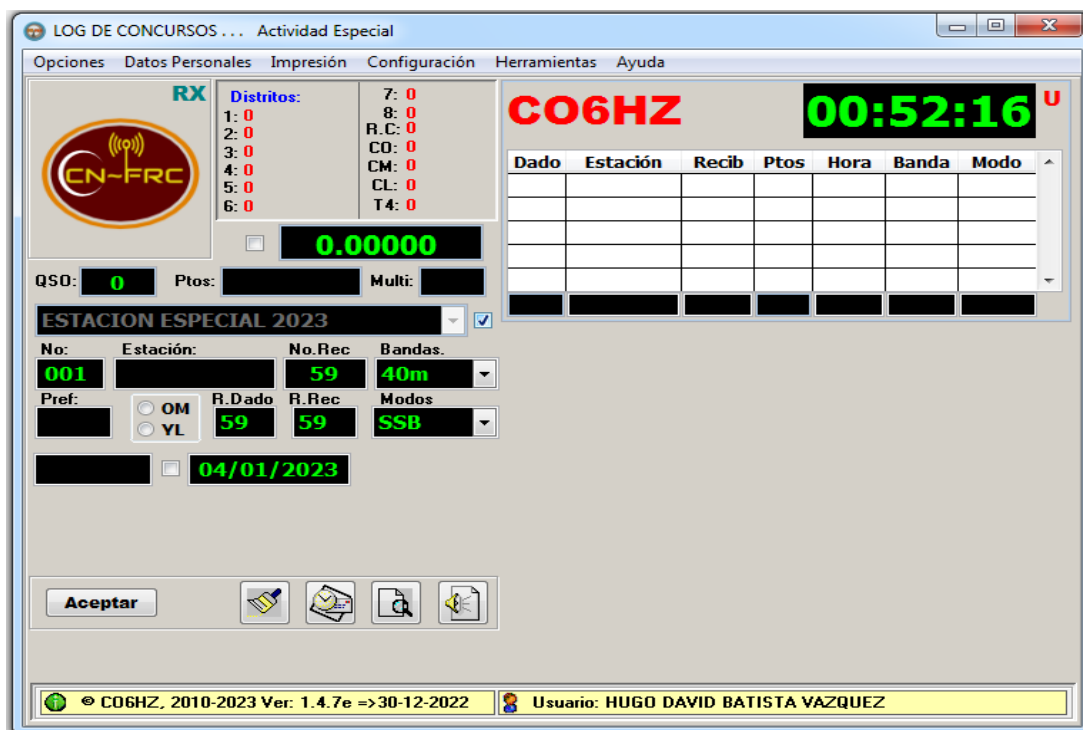 LOG DE CONCURSOS . . .   Actividad Especial
Opciones   Datos Personales   Impresión   Configuración   Herramientas   Ayuda
RX
CN~FRC
Distritos:
1: 0
2: 0
3: 0
4: 0
5: 0
6: 0
7: 0
8: 0
R.C: 0
CO: 0
CM: 0
CL: 0
T4: 0
CO6HZ   00:52:16   U
Dado   Estación   Recib   Ptos   Hora   Banda   Modo
0.00000
QSO: 0   Ptos:   Multi:
ESTACION ESPECIAL 2023
No:   Estación:   No.Rec   Bandas.
001   59   40m
Pref:   OM   R.Dado   R.Rec   Modos
YL   59   59   SSB
04/01/2023
Aceptar
© CO6HZ, 2010-2023 Ver: 1.4.7e =>30-12-2022   Usuario: HUGO DAVID BATISTA VAZQUEZ